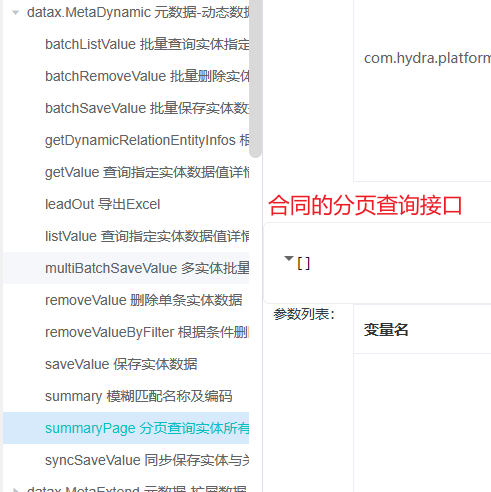 datax.MetaDynamic 元数据-动态数据
batchListValue 批量查询实体指定
batchRemoveValue 批量删除实体
batchSaveValue 批量保存实体数
getDynamicRelationEntityInfos 根
getValue 查询指定实体数据值详情
leadOut 导出Excel
listValue 查询指定实体数据值详情
multiBatchSaveValue 多实体批量
removeValue 删除单条实体数据
removeValueByFilter 根据条件删
saveValue 保存实体数据
summary 模糊匹配名称及编码
summaryPage 分页查询实体所有
syncSaveValue 同步保存实体与关
datax.MetaExtend 元数据-扩展数据
com.hydra.platform
合同的分页查询接口
[]
参数列表:
变量名